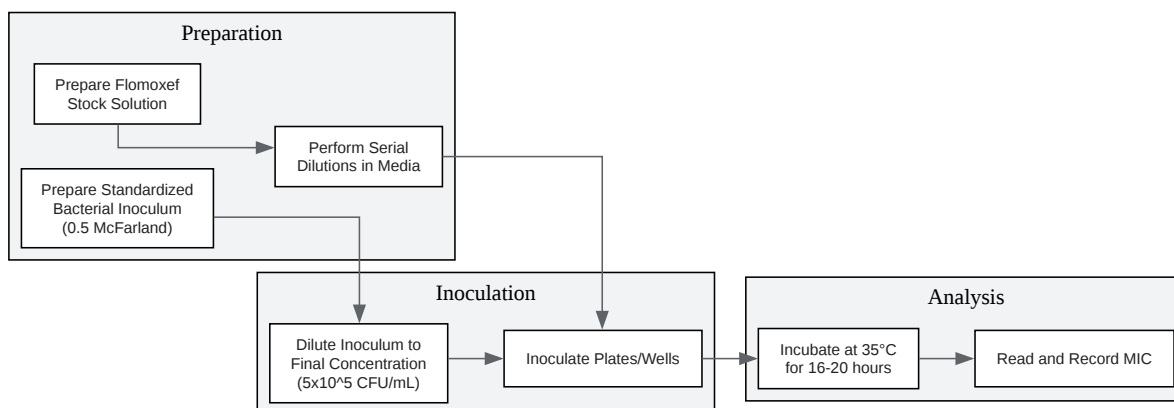 Preparation
Prepare Flomoxef
Stock Solution
Perform Serial
Dilutions in Media
Prepare Standardized
Bacterial Inoculum
(0.5 McFarland)
Inoculation
Dilute Inoculum to
Final Concentration
(5x10^5 CFU/mL)
Inoculate Plates/Wells
Analysis
Incubate at 35°C
for 16-20 hours
Read and Record MIC